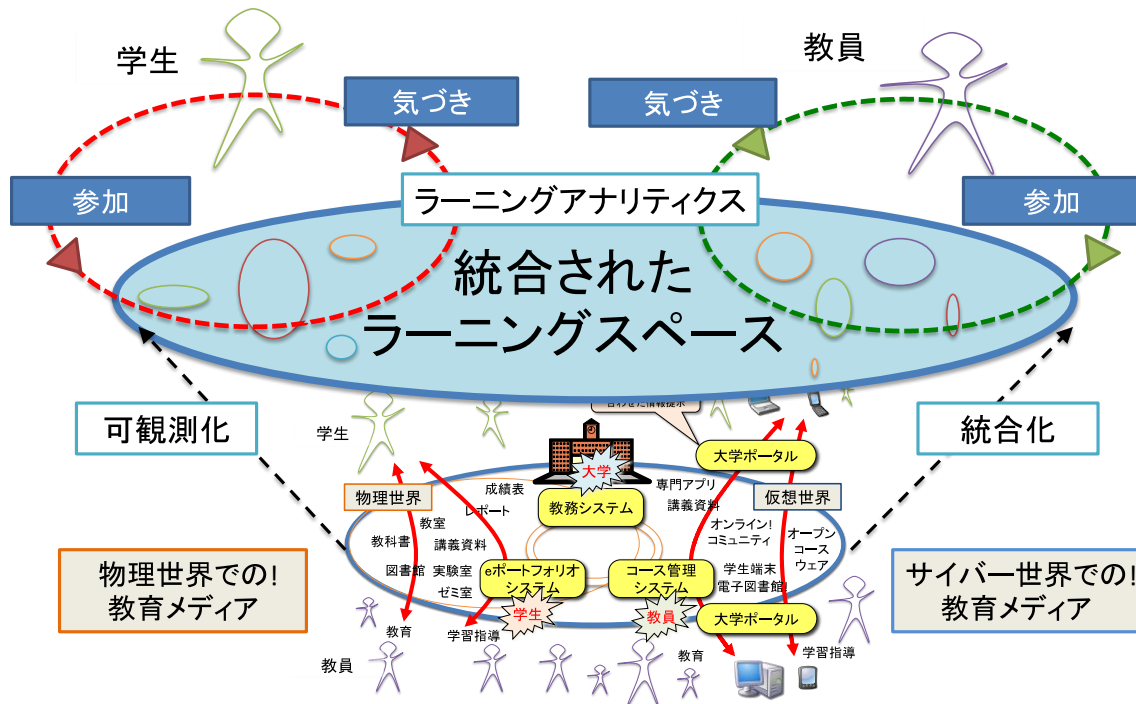 学生
教員
気づき
気づき
参加
参加
ラーニングアナリティクス
統合された
ラーニングスペース
可観測化
統合化
合わせた情報提示
学生
大学ポータル
大学
物理世界
仮想世界
成績表
専門アプリ
レポート
教務システム
講義資料
教室
オンライン!
コミュニティ
オープン
コース
ウェア
教科書
講義資料
図書館
実験室
eポートフォリオ
システム
コース管理
システム
学生端末
電子図書館!
ゼミ室
学生
教員
大学ポータル
物理世界での!
教育メディア
サイバー世界での!
教育メディア
教育
学習指導
教員
教育
学習指導